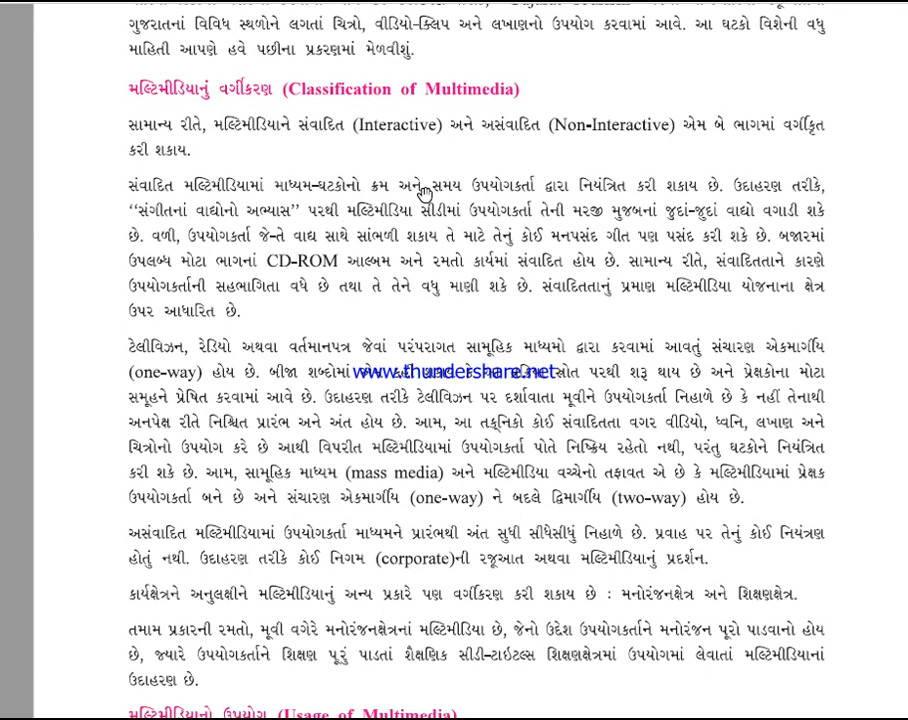 ગુજરાતનાં વિવિધ સ્થળોને લગતાં ચિત્રો, વીડિયો-ક્લિપ અને લખાણનો ઉપયોગ કરવામાં આવે. આ ઘટકો વિશેની વધુ
માહિતી આપણે હવે પછીના પ્રકરણમાં મેળવીશું.
મલ્ટિમીડિયાનું વર્ગીકરણ (Classification of Multimedia)
સામાન્ય રીતે, મલ્ટિમીડિયાને સંવાદિત (Interactive) અને અસંવાદિત (Non-Interactive) એમ બે ભાગમાં વર્ગીકૃત
કરી શકાય.
સંવાદિત મલ્ટિમીડિયામાં માધ્યમ-ઘટકોનો ક્રમ અને સમય ઉપયોગકર્તા દ્વારા નિયંત્રિત કરી શકાય છે. ઉદાહરણ તરીકે,
‘‘સંગીતનાં વાદ્યોનો અભ્યાસ’’ પરથી મલ્ટિમીડિયા સીડીમાં ઉપયોગકર્તા તેની મરજી મુજબનાં જુદાં-જુદાં વાદ્યો વગાડી શકે
છે. વળી, ઉપયોગકર્તા જે-તે વાદ્ય સાથે સાંભળી શકાય તે માટે તેનું કોઈ મનપસંદ ગીત પણ પસંદ કરી શકે છે. બજારમાં
ઉપલબ્ધ મોટા ભાગનાં CD-ROM આલ્બમ અને રમતો કાર્યમાં સંવાદિત હોય છે. સામાન્ય રીતે, સંવાદિતતાને કારણે
ઉપયોગકર્તાની સહભાગિતા વધે છે તથા તે તેને વધુ માણી શકે છે. સંવાદિતતાનું પ્રમાણ મલ્ટિમીડિયા યોજનાના ક્ષેત્ર
ઉપર આધારિત છે.
ટેલીવિઝન, રેડિયો અથવા વર્તમાનપત્ર જેવાં પરંપરાગત સામૂહિક માધ્યમો દ્વારા કરવામાં આવતું સંચારણ એકમાર્ગીય
(one-way) હોય છે. બીજા શબ્દોમાં www.thundershare.net સ્રોત પરથી શરૂ થાય છે અને પ્રેક્ષકોના મોટા
સમૂહને પ્રેષિત કરવામાં આવે છે. ઉદાહરણ તરીકે ટેલીવિઝન પર દર્શાવાતા મૂવીને ઉપયોગકર્તા નિહાળે છે કે નહીં તેનાથી
અનપેક્ષ રીતે નિશ્ચિત પ્રારંભ અને અંત હોય છે. આમ, આ તકનિકો કોઈ સંવાદિતતા વગર વીડિયો, ધ્વનિ, લખાણ અને
ચિત્રોનો ઉપયોગ કરે છે આથી વિપરીત મલ્ટિમીડિયામાં ઉપયોગકર્તા પોતે નિષ્ક્રિય રહેતો નથી, પરંતુ ઘટકોને નિયંત્રિત
કરી શકે છે. આમ, સામૂહિક માધ્યમ (mass media) અને મલ્ટિમીડિયા વચ્ચેનો તફાવત એ છે કે મલ્ટિમીડિયામાં પ્રેક્ષક
ઉપયોગકર્તા બને છે અને સંચારણ એકમાર્ગીય (one-way) ને બદલે દ્વિમાર્ગીય (two-way) હોય છે.
અસંવાદિત મલ્ટિમીડિયામાં ઉપયોગકર્તા માધ્યમને પ્રારંભથી અંત સુધી સીધેસીધું નિહાળે છે. પ્રવાહ પર તેનું કોઈ નિયંત્રણ
હોતું નથી. ઉદાહરણ તરીકે કોઈ નિગમ (corporate)ની રજૂઆત અથવા મલ્ટિમીડિયાનું પ્રદર્શન.
કાર્યક્ષેત્રને અનુલક્ષીને મલ્ટિમીડિયાનું અન્ય પ્રકારે પણ વર્ગીકરણ કરી શકાય છે : મનોરંજનક્ષેત્ર અને શિક્ષણક્ષેત્ર.
તમામ પ્રકારની રમતો, મૂવી વગેરે મનોરંજનક્ષેત્રનાં મલ્ટિમીડિયા છે, જેનો ઉદેશ ઉપયોગકર્તાને મનોરંજન પૂરો પાડવાનો હોય
છે, જ્યારે ઉપયોગકર્તાને શિક્ષણ પૂરું પાડતાં શૈક્ષણિક સીડી-ટાઇટલ્સ શિક્ષણક્ષેત્રમાં ઉપયોગમાં લેવાતાં મલ્ટિમીડિયાનાં
ઉદાહરણ છે.
મલ્ટિમીડિયાનો ઉપયોગ (Usage of Multimedia)